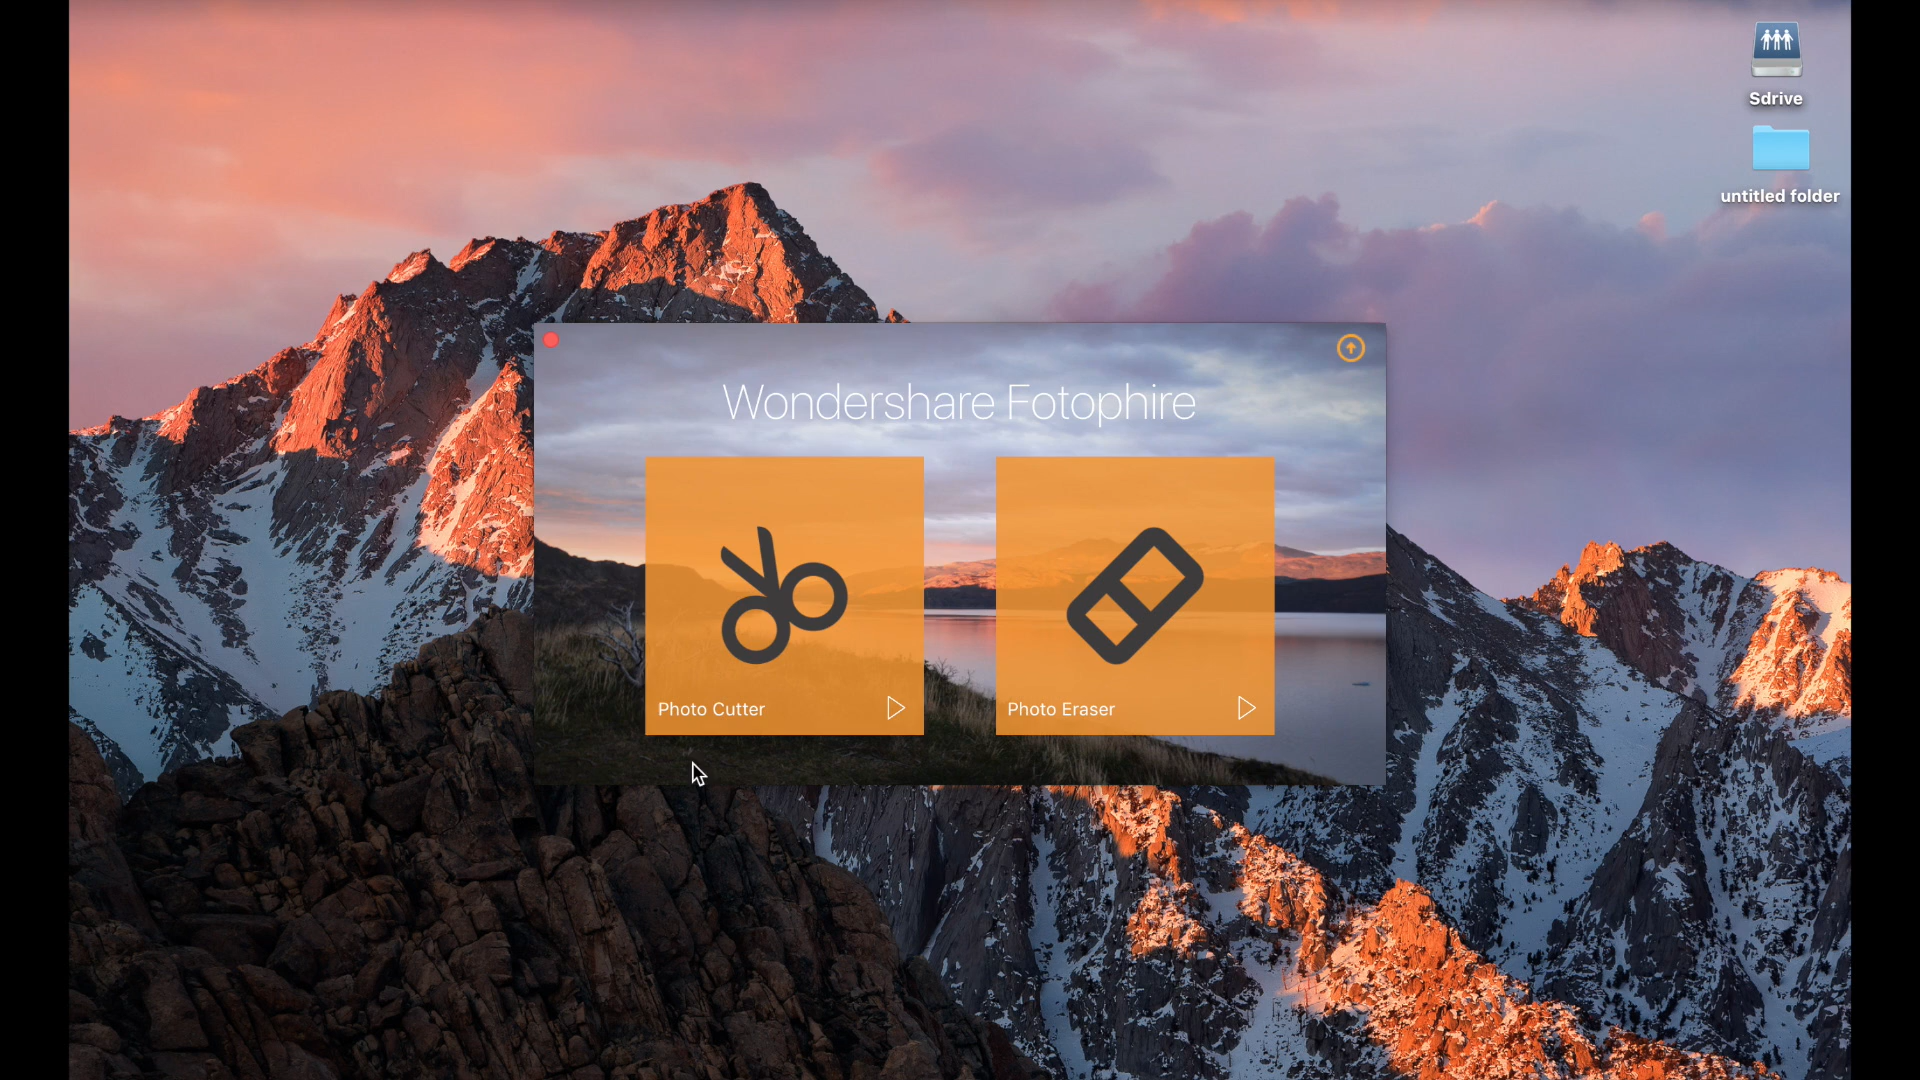 Sdrive
untitled folder
Wondershare Fotophire
Photo Cutter
Photo Eraser